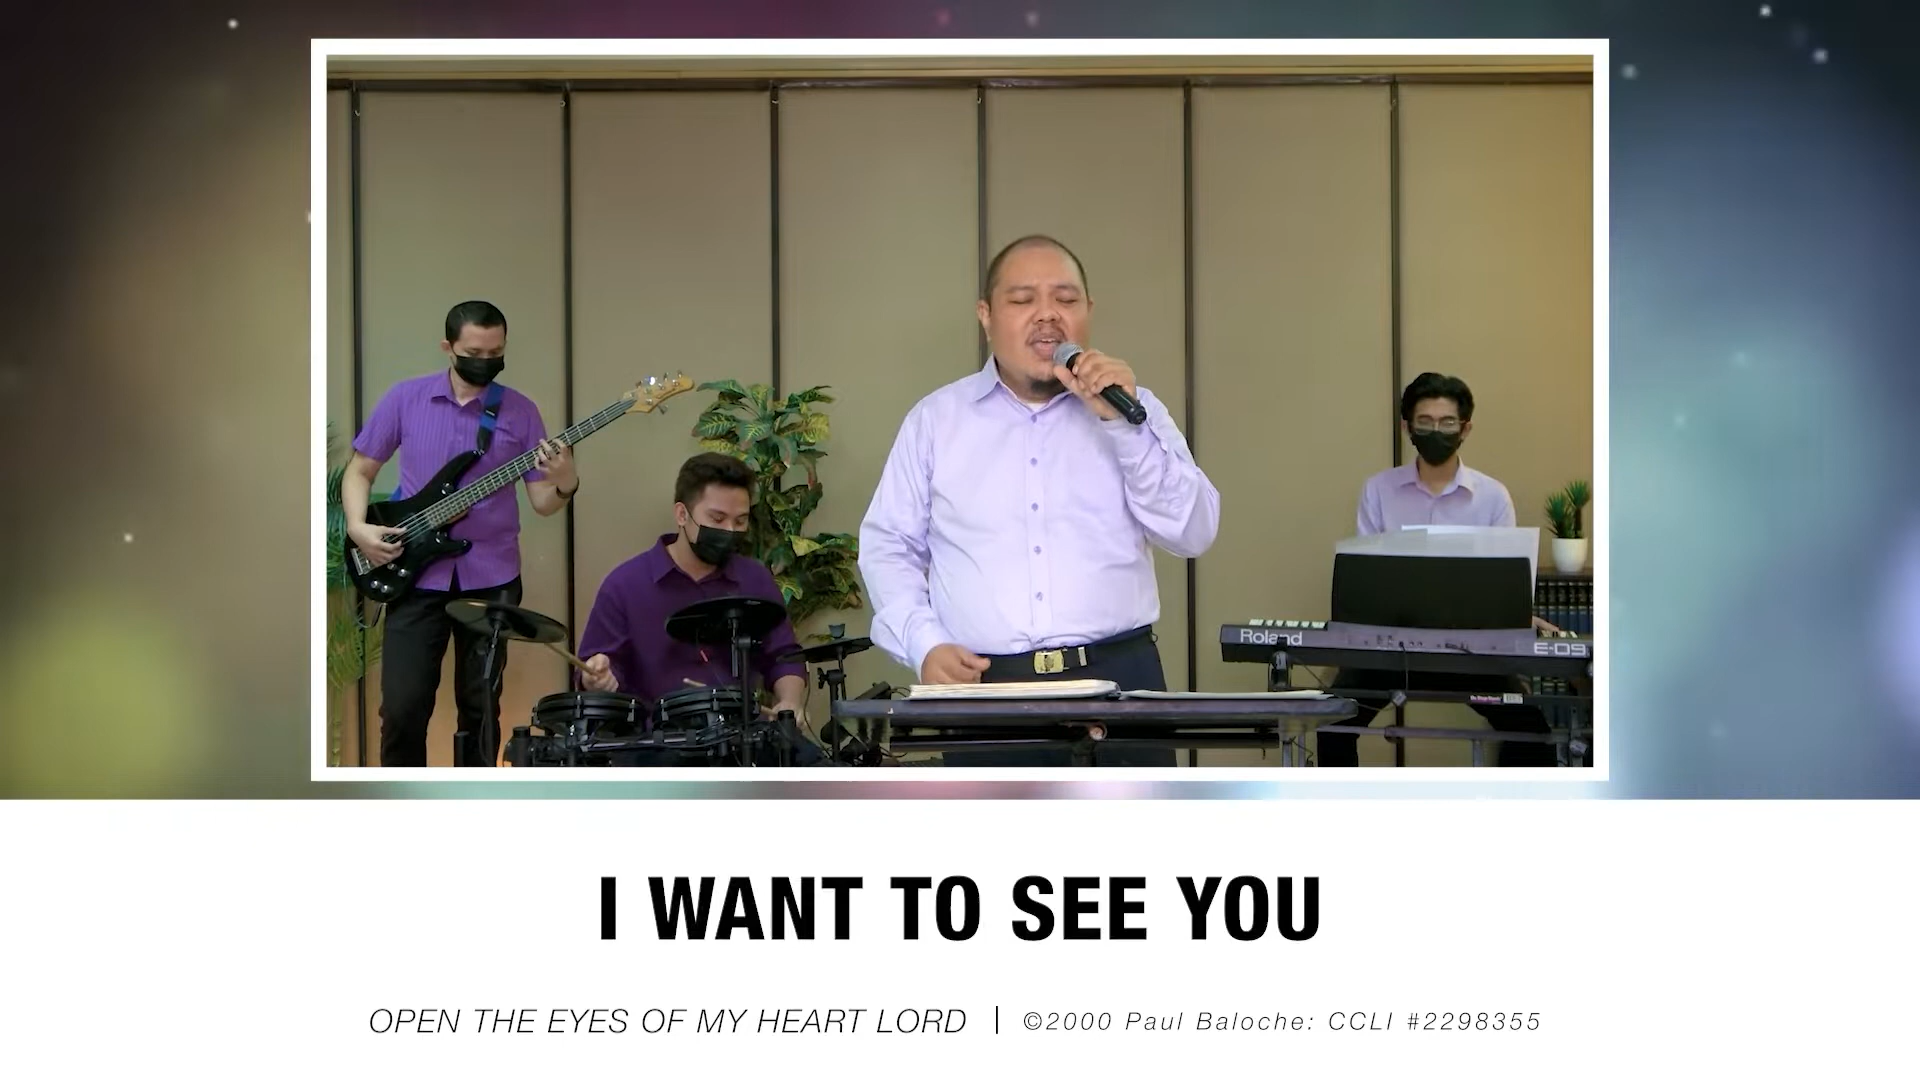 Roland
E-09
I WANT TO SEE YOU
OPEN THE EYES OF MY HEART LORD | ©2000 Paul Baloche: CCLI #2298355